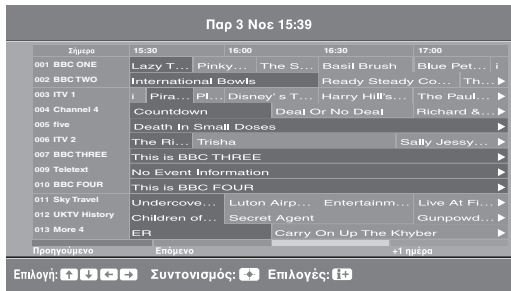 Παρ 3 Νοε 15:39
Σήμερα 15:30 16:00 16:30 17:00
001 BBC ONE Lazy T... Pinky... The S... Basil Brush Blue Pet... i
002 BBC TWO International Bowls Ready Steady Co... Th...
003 ITV 1 i Pira... Pl... Disney's T... Harry Hill's... The Paul...
004 Channel 4 Countdown Deal Or No Deal Richard &...
005 five Death In Small Doses
006 ITV 2 The Ri... Trisha Sally Jessy...
007 BBC THREE This is BBC THREE
009 Teletext No Event Information
010 BBC FOUR This is BBC FOUR
011 Sky Travel Undercove... Luton Airp... Entertainm... Live At Fi...
012 UKTV History Children of... Secret Agent Gunpowd...
013 More 4 ER Carry On Up The Khyber
Προηγούμενο Επόμενο +1 ημέρα
Επιλογή: ↑ ↓ ← → Συντονισμός: Επιλογές: i+